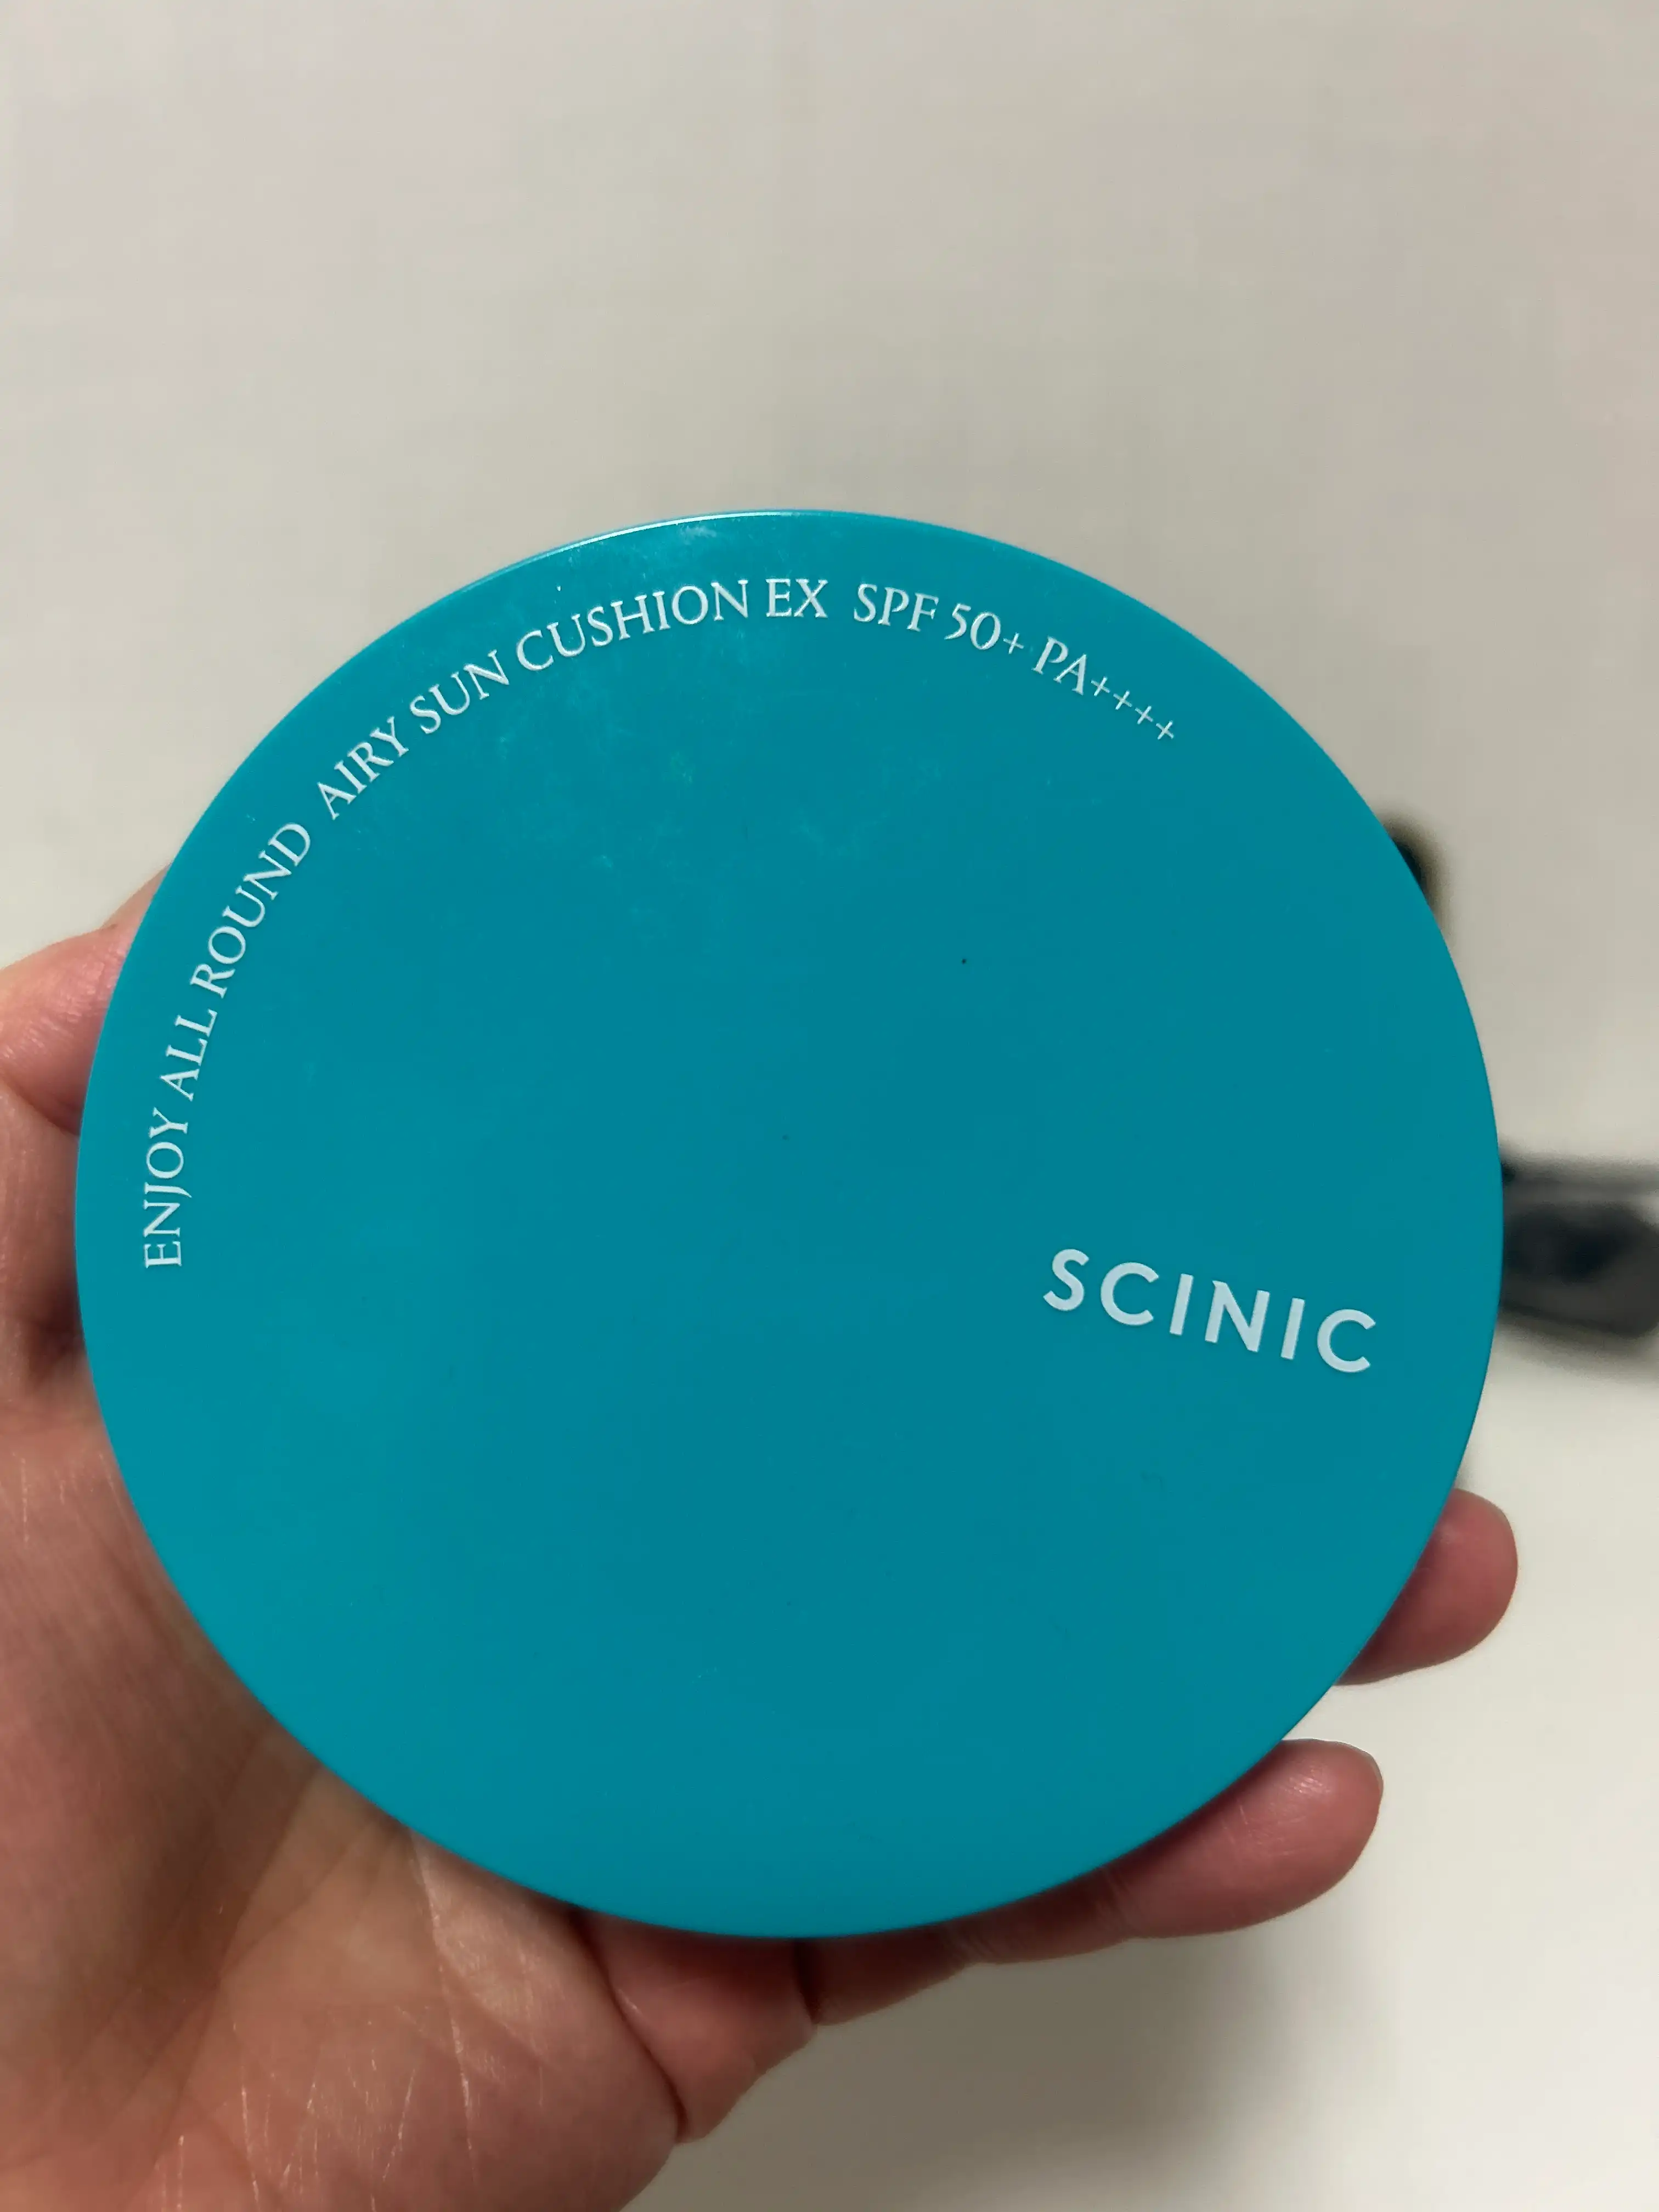 ENJOY ALL ROUND AIRY SUN CUSHION EX SPF 50+ PA++++
SCINIC